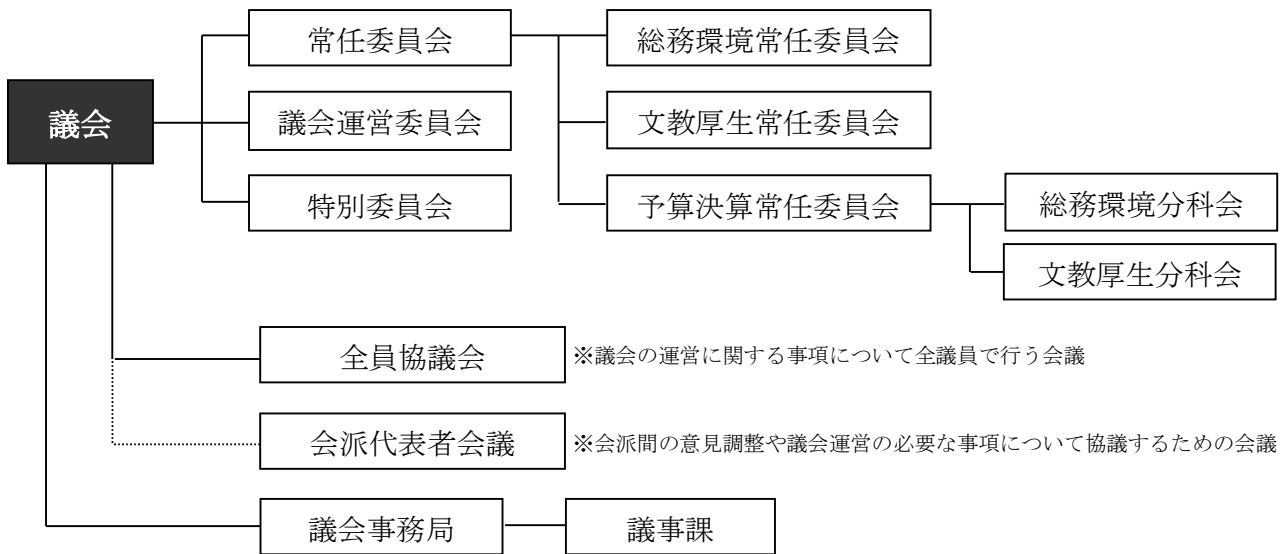 常任委員会
総務環境常任委員会
議会
議会運営委員会
文教厚生常任委員会
特別委員会
予算決算常任委員会
総務環境分科会
文教厚生分科会
全員協議会
※議会の運営に関する事項について全議員で行う会議
会派代表者会議
※会派間の意見調整や議会運営の必要な事項について協議するための会議
議会事務局
議事課